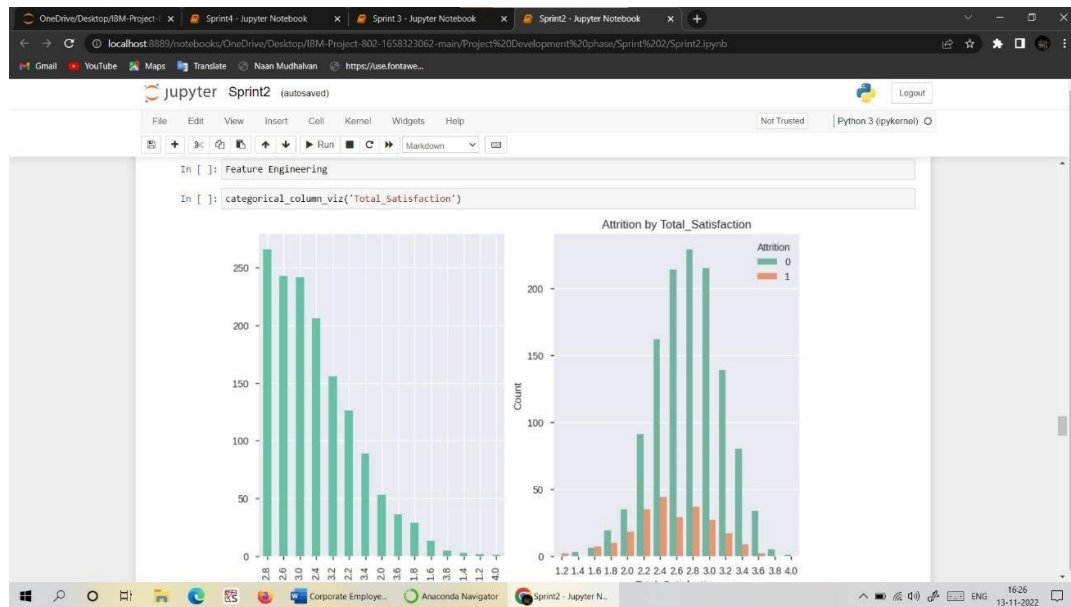 OneDrive/Desktop/IBM-Project-
Sprint4 - Jupyter Notebook
Sprint 3 - Jupyter Notebook
Sprint2 - Jupyter Notebook
localhost:8889/notebooks/OneDrive/Desktop/IBM-Project-802-1658323062-main/Project%20Development%20phase/Sprint%202/Sprint2.ipynb
Gmail YouTube Maps Translate Naan Mudhalvan https://use.fontawe...
jupyter Sprint2 (autosaved)
Logout
File Edit View Insert Cell Kernel Widgets Help
Not Trusted Python 3 (ipykernel)
Run Markdown
In [ ]: Feature Engineering
In [ ]: categorical_column_viz('Total_Satisfaction')
250
200
150
100
50
0
2.8 2.6 3.0 2.4 3.2 2.2 3.4 2.0 3.6 1.8 1.6 3.8 1.4 1.2 4.0
Attrition by Total_Satisfaction
Attrition
0
1
Count
200
150
100
50
0
1.2 1.4 1.6 1.8 2.0 2.2 2.4 2.6 2.8 3.0 3.2 3.4 3.6 3.8 4.0
Corporate Employe... Anaconda Navigator Sprint2 - Jupyter N...
ENG
16:26
13-11-2022